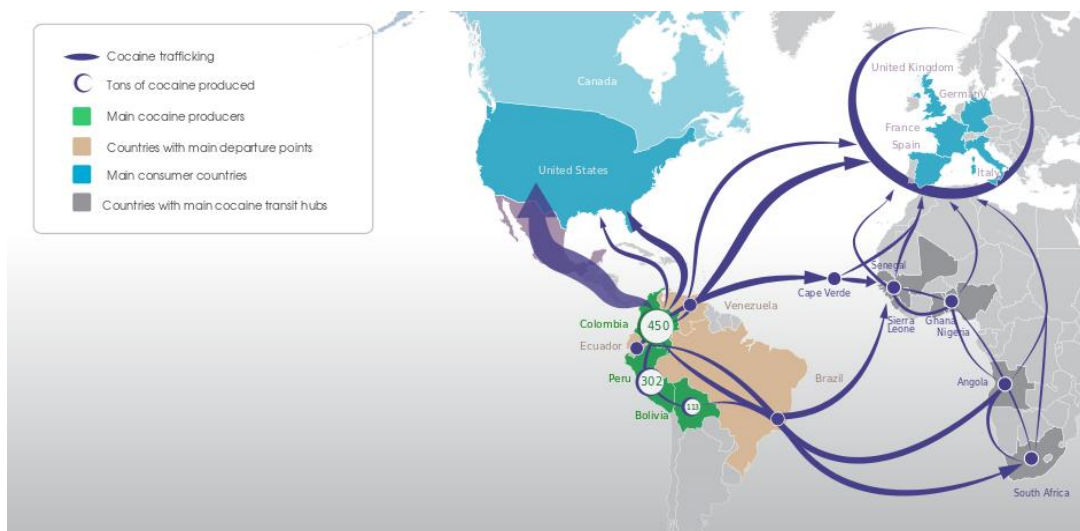 Cocaine trafficking
Tons of cocaine produced
Main cocaine producers
Countries with main departure points
Main consumer countries
Countries with main cocaine transit hubs
Canada
United States
United Kingdom
Germany
France
Spain
Italy
Venezuela
Colombia
450
Ecuador
Peru
302
Bolivia
113
Brazil
Cape Verde
Senegal
Sierra
Leone
Ghana
Nigeria
Angola
South Africa